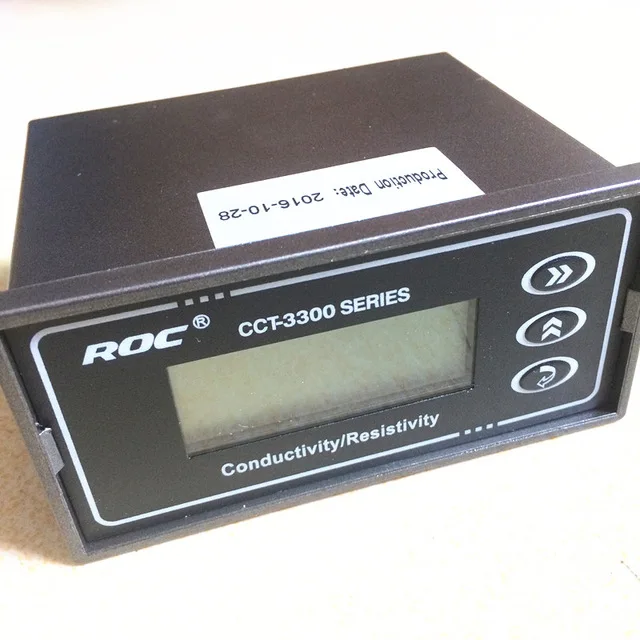 Production Date: 2016-10-28
ROC®
CCT-3300 SERIES
Conductivity/Resistivity